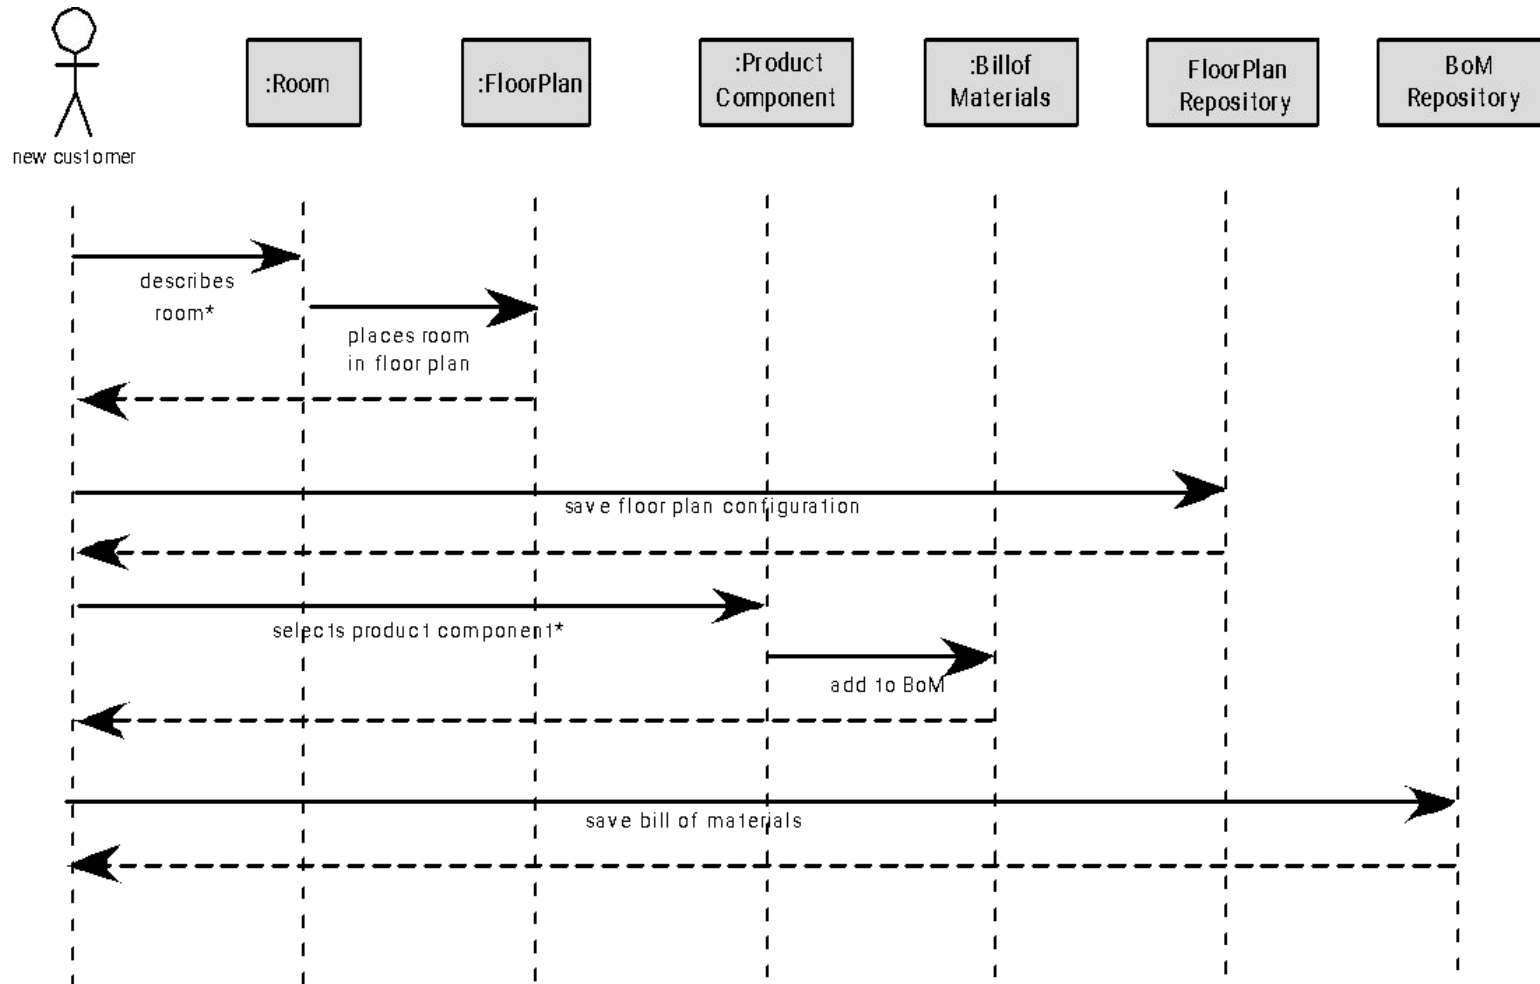 :Room
:FloorPlan
:Product
Component
:Billof
Materials
FloorPlan
Repository
BoM
Repository
new customer
describes
room*
places room
in floor plan
save floor plan configuration
selects product component*
add to BoM
save bill of materials